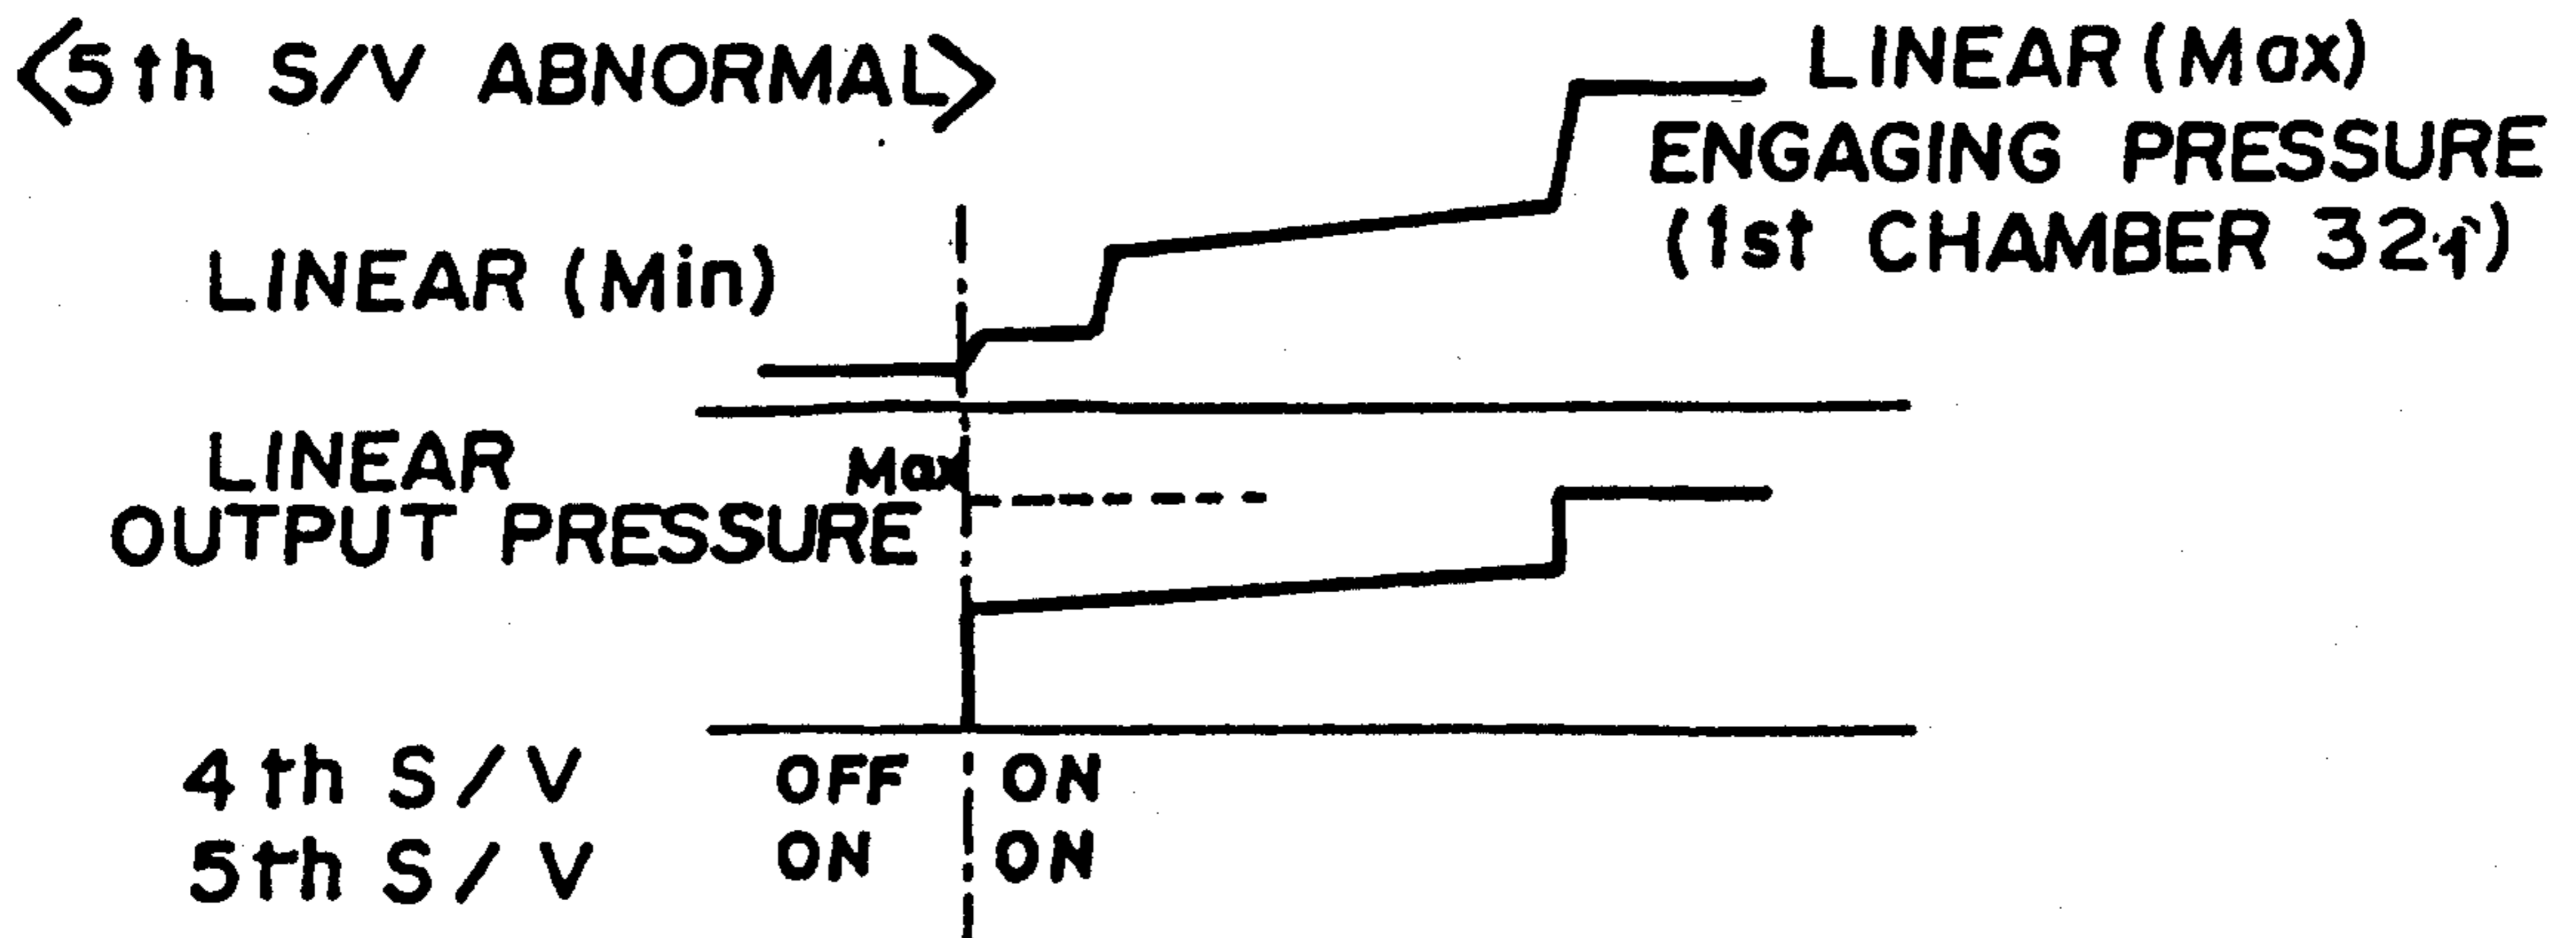 <5th S/V ABNORMAL>
LINEAR (Max)
ENGAGING PRESSURE
(1st CHAMBER 321)
LINEAR (Min)
LINEAR
OUTPUT PRESSURE
Max
4th S/V OFF ON
5th S/V ON ON